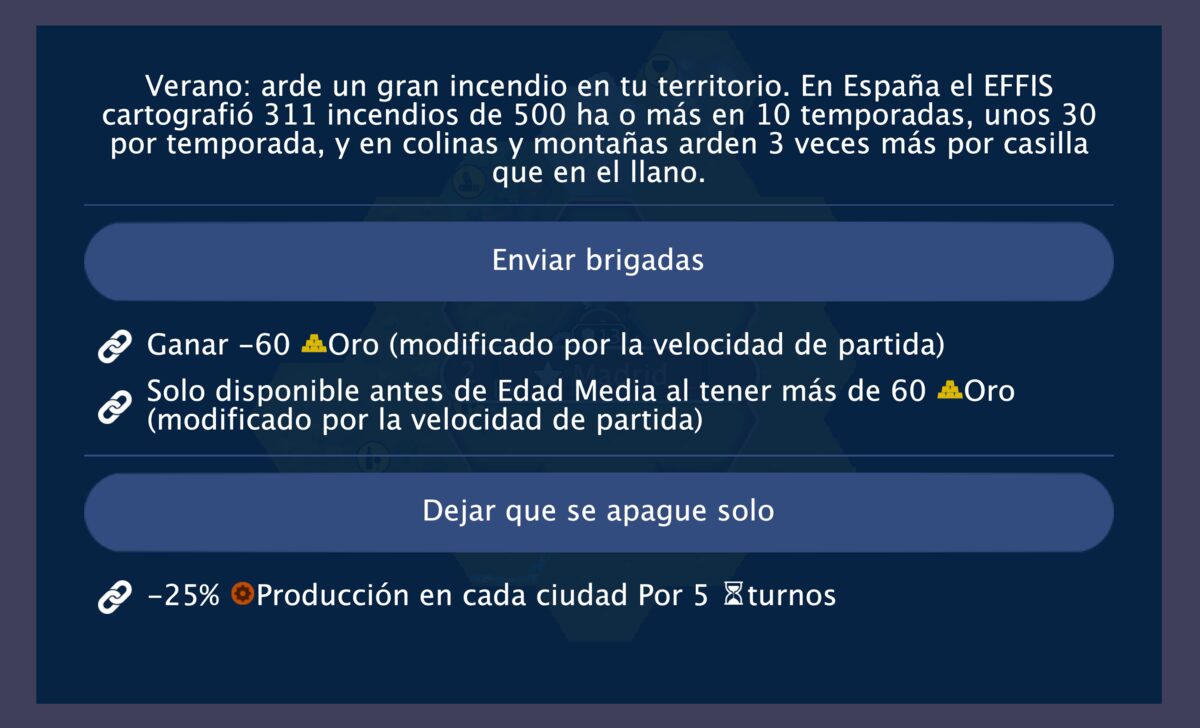 Verano: arde un gran incendio en tu territorio. En España el EFFIS
cartografió 311 incendios de 500 ha o más en 10 temporadas, unos 30
por temporada, y en colinas y montañas arden 3 veces más por casilla
que en el llano.
Enviar brigadas
Ganar -60 Oro (modificado por la velocidad de partida)
Solo disponible antes de Edad Media al tener más de 60 Oro
(modificado por la velocidad de partida)
Madrid
Dejar que se apague solo
-25% Producción en cada ciudad Por 5 turnos